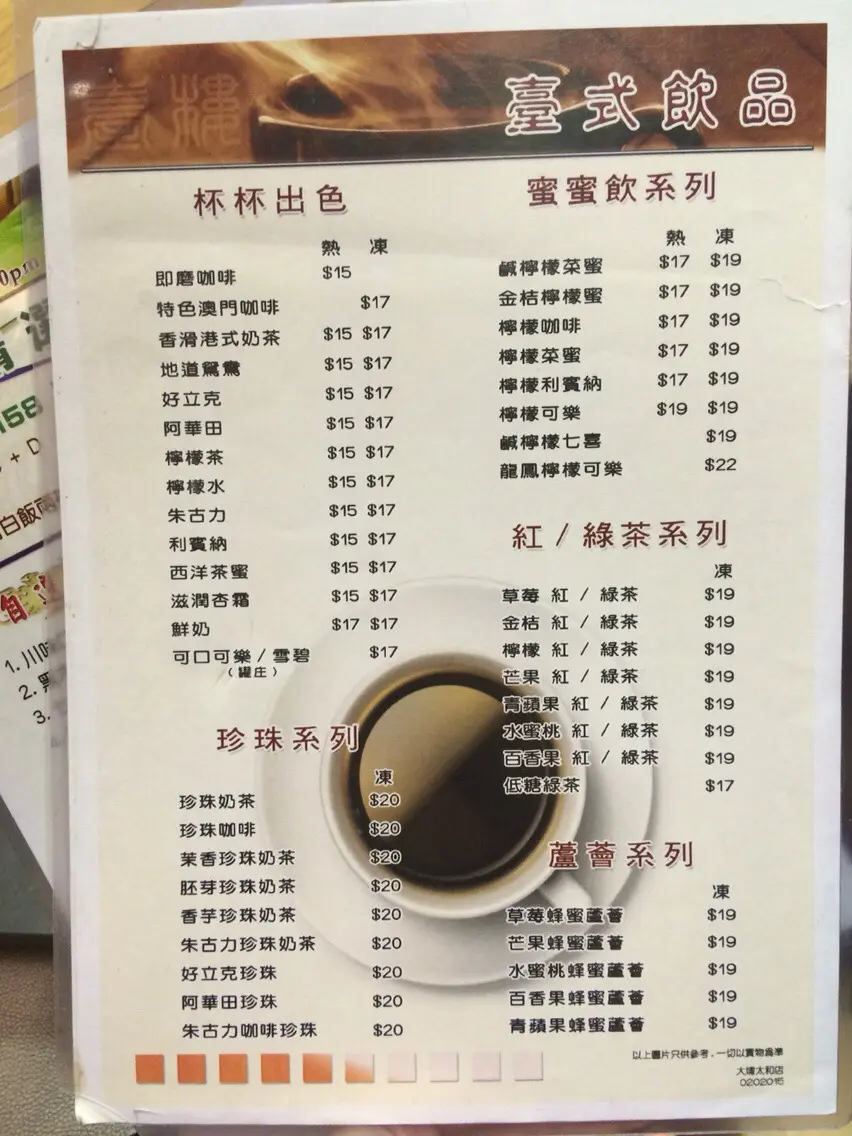 臺式飲品
杯杯出色
熱 凍
即磨咖啡 $15
特色澳門咖啡 $17
香滑港式奶茶 $15 $17
地道鴛鴦 $15 $17
好立克 $15 $17
阿華田 $15 $17
檸檬茶 $15 $17
檸檬水 $15 $17
朱古力 $15 $17
利賓納 $15 $17
西洋茶蜜 $15 $17
滋潤杏霜 $15 $17
鮮奶 $17 $17
可口可樂 / 雪碧 $17
（罐庄）
珍珠系列
凍
珍珠奶茶 $20
珍珠咖啡 $20
茉香珍珠奶茶 $20
胚芽珍珠奶茶 $20
香芋珍珠奶茶 $20
朱古力珍珠奶茶 $20
好立克珍珠 $20
阿華田珍珠 $20
朱古力咖啡珍珠 $20
蜜蜜飲系列
熱 凍
鹹檸檬菜蜜 $17 $19
金桔檸檬蜜 $17 $19
檸檬咖啡 $17 $19
檸檬菜蜜 $17 $19
檸檬利賓納 $17 $19
檸檬可樂 $19 $19
鹹檸檬七喜 $19
龍鳳檸檬可樂 $22
紅 / 綠茶系列
凍
草莓 紅 / 綠茶 $19
金桔 紅 / 綠茶 $19
檸檬 紅 / 綠茶 $19
芒果 紅 / 綠茶 $19
青蘋果 紅 / 綠茶 $19
水蜜桃 紅 / 綠茶 $19
百香果 紅 / 綠茶 $19
低糖綠茶 $17
蘆薈系列
凍
草莓蜂蜜蘆薈 $19
芒果蜂蜜蘆薈 $19
水蜜桃蜂蜜蘆薈 $19
百香果蜂蜜蘆薈 $19
青蘋果蜂蜜蘆薈 $19
以上圖片只供參考，一切以實物為準
大埔太和店
0202015
0pm
158
+ D
白飯
1. 川
2.
3.